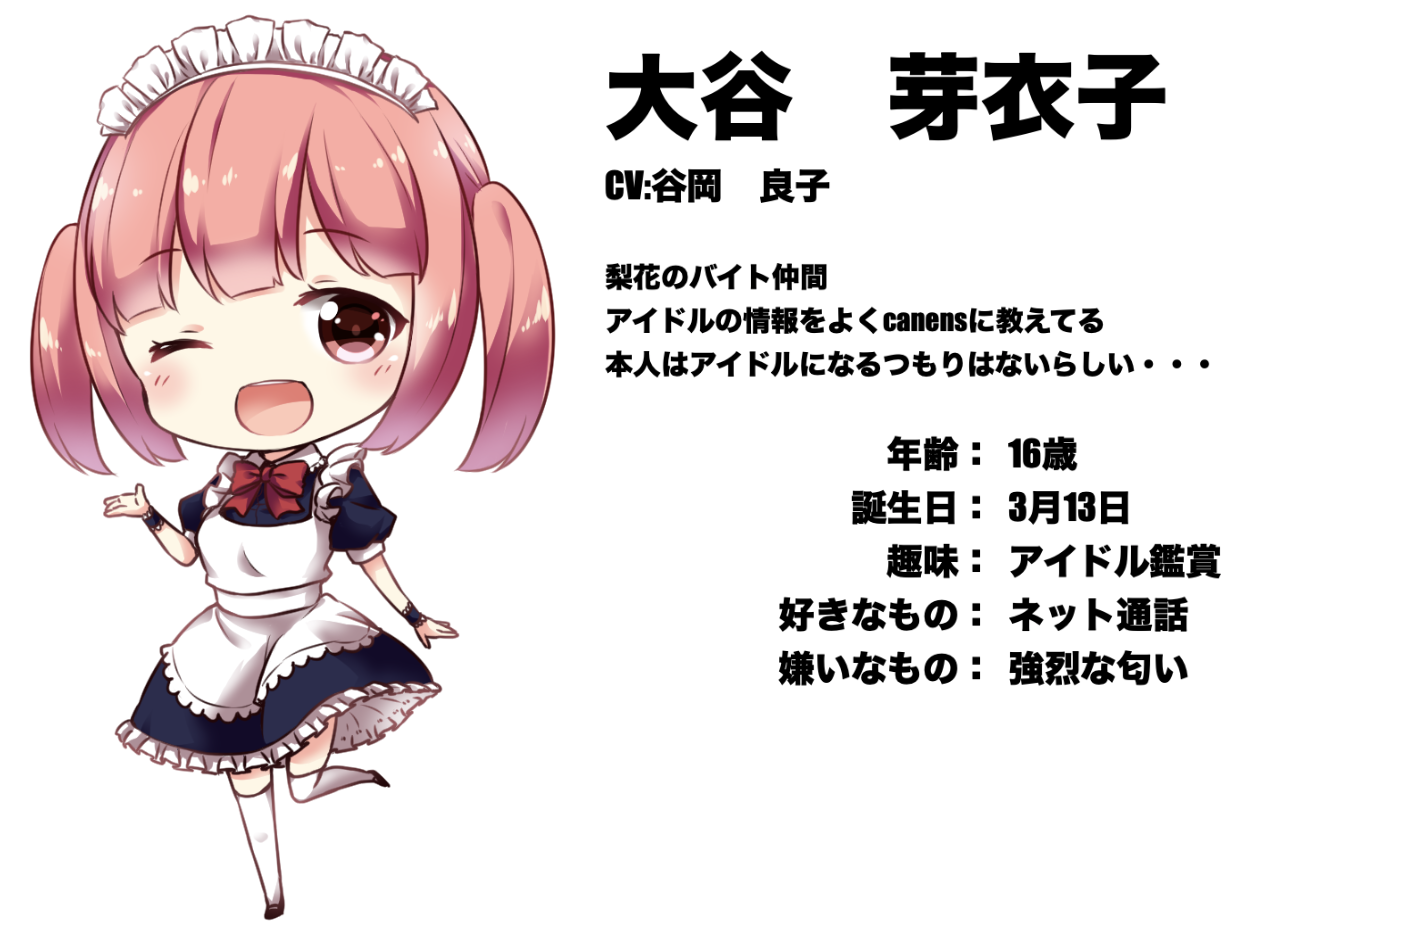 大谷　芽衣子
CV:谷岡　良子
梨花のバイト仲間
アイドルの情報をよくcanensに教えてる
本人はアイドルになるつもりはないらしい・・・
年齢： 16歳
誕生日： 3月13日
趣味： アイドル鑑賞
好きなもの： ネット通話
嫌いなもの： 強烈な匂い